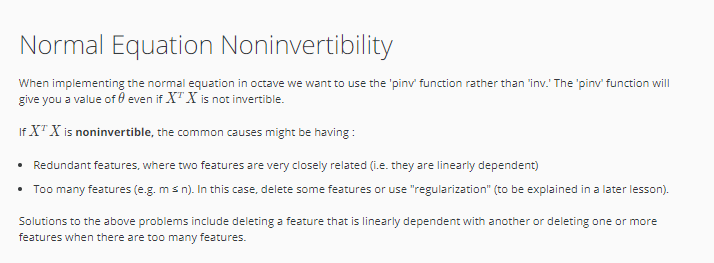 Normal Equation Noninvertibility
When implementing the normal equation in octave we want to use the 'pinv' function rather than 'inv.' The 'pinv' function will
give you a value of θ even if XᵀX is not invertible.
If XᵀX is noninvertible, the common causes might be having :
• Redundant features, where two features are very closely related (i.e. they are linearly dependent)
• Too many features (e.g. m ≤ n). In this case, delete some features or use "regularization" (to be explained in a later lesson).
Solutions to the above problems include deleting a feature that is linearly dependent with another or deleting one or more
features when there are too many features.